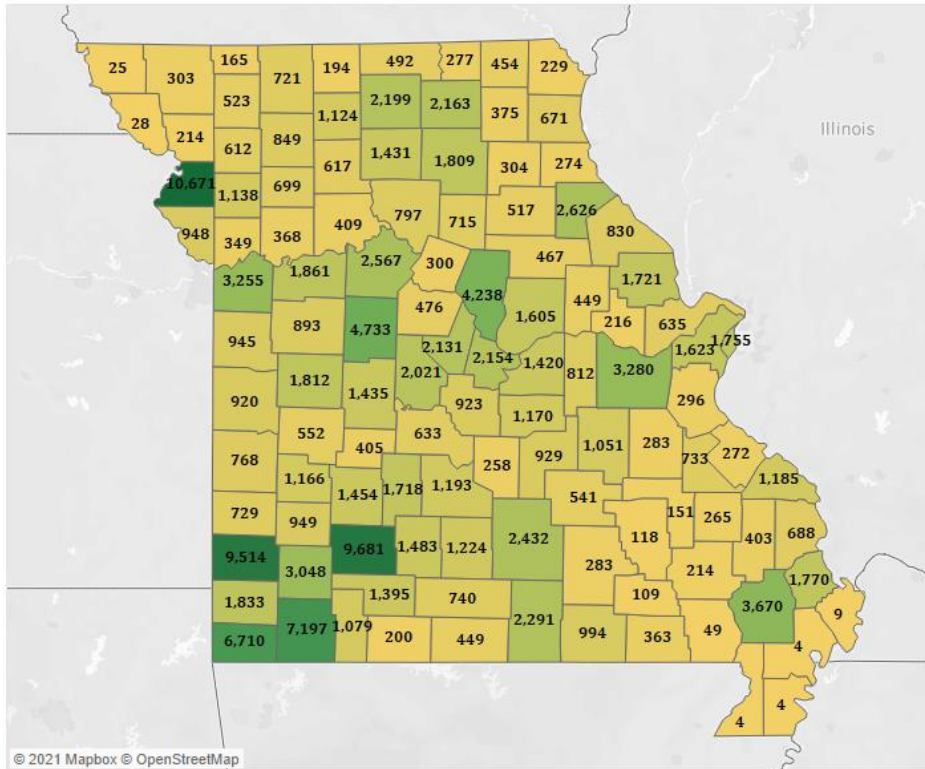 25 303 165 721 194 492 277 454 229
28 214 523 849 1,124 2,199 2,163 375 671
Illinois
10,671 1,138 612 699 617 1,431 1,809 304 274
948 349 368 409 797 715 517 2,626 830
3,255 1,861 2,567 300 4,238 467 1,721
945 893 4,733 476 1,605 449 216 635 1,755
920 1,812 1,435 2,021 2,131 2,154 1,420 812 3,280 1,623
552 923 1,170 296
768 405 633 258 929 1,051 283 733 272
1,166 1,454 1,718 1,193 541 1,185
729 949 2,432 151 265 403 688
9,514 3,048 9,681 1,483 1,224 283 118 214 1,770
1,833 1,395 740 109 3,670 9
6,710 7,197 1,079 200 449 2,291 994 363 49 4
4 4
© 2021 Mapbox © OpenStreetMap